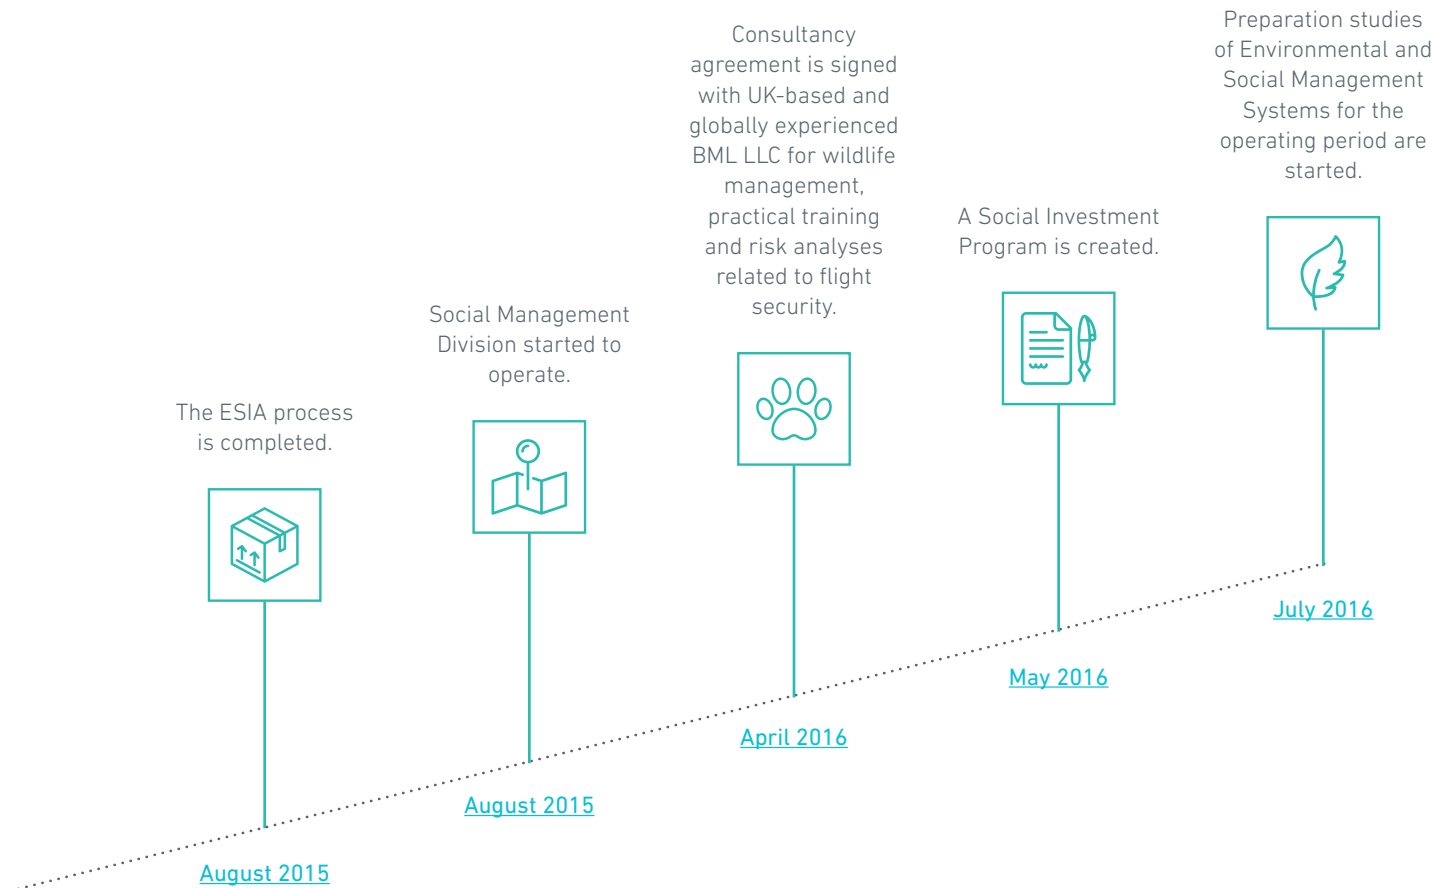 The ESIA process
is completed.
August 2015
Social Management
Division started to
operate.
August 2015
Consultancy
agreement is signed
with UK-based and
globally experienced
BML LLC for wildlife
management,
practical training
and risk analyses
related to flight
security.
April 2016
A Social Investment
Program is created.
May 2016
Preparation studies
of Environmental and
Social Management
Systems for the
operating period are
started.
July 2016